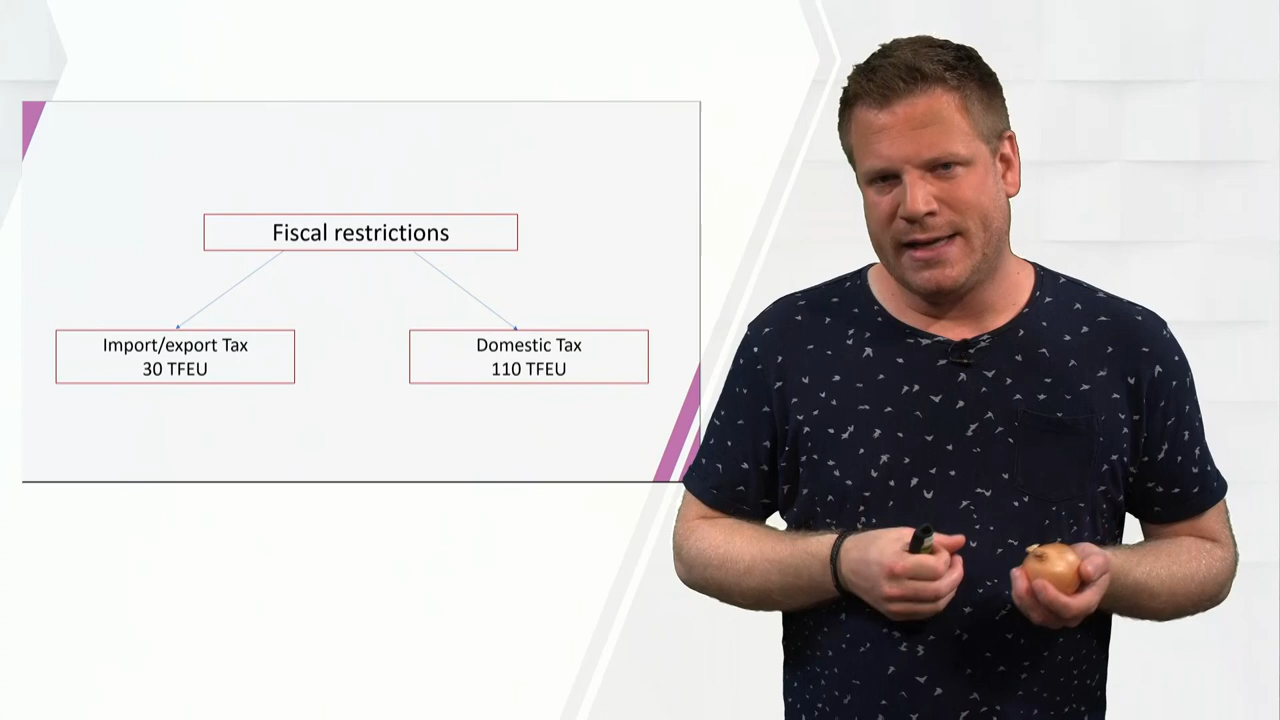 Fiscal restrictions
Import/export Tax
30 TFEU
Domestic Tax
110 TFEU